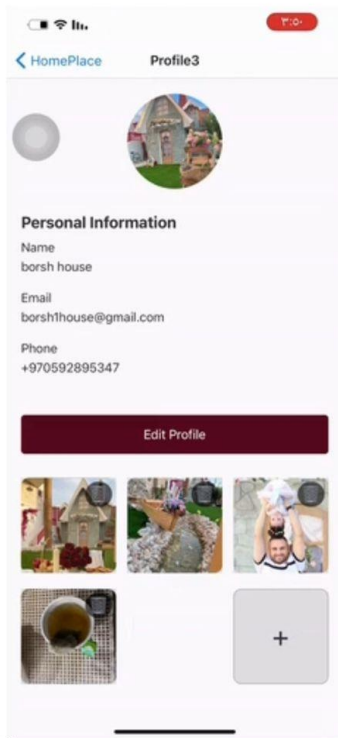 ٣:٥٠
HomePlace
Profile3
Personal Information
Name
borsh house
Email
borsh1house@gmail.com
Phone
+970592895347
Edit Profile
+